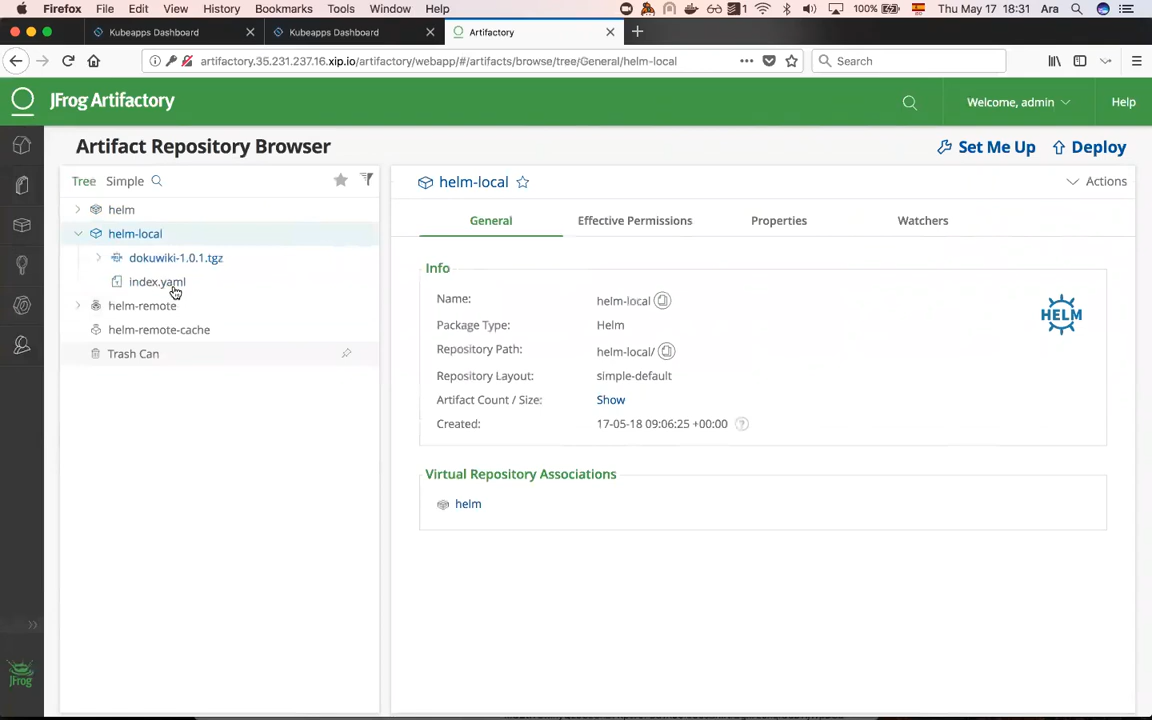 Firefox File Edit View History Bookmarks Tools Window Help 1 100% Thu May 17 18:31 Ara
Kubeapps Dashboard Kubeapps Dashboard Artifactory
artifactory.35.231.237.16.xip.io/artifactory/webapp/#/artifacts/browse/tree/General/helm-local Search
JFrog Artifactory Welcome, admin Help
Artifact Repository Browser Set Me Up Deploy
Tree Simple helm-local Actions
helm General Effective Permissions Properties Watchers
helm-local
dokuwiki-1.0.1.tgz
index.yaml
helm-remote
helm-remote-cache
Trash Can
Info
Name: helm-local
Package Type: Helm
Repository Path: helm-local/
Repository Layout: simple-default
Artifact Count / Size: Show
Created: 17-05-18 09:06:25 +00:00 ?
HELM
Virtual Repository Associations
helm
JFrog